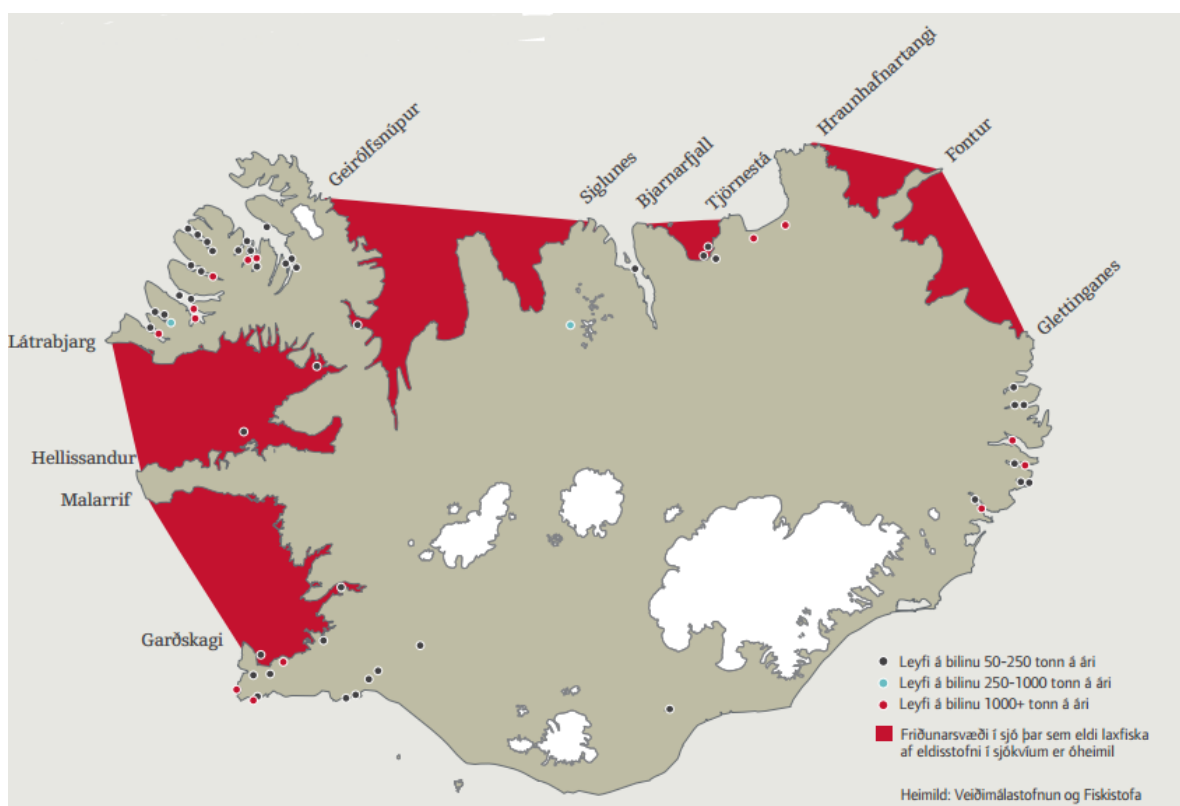 Geirólfsnúpur
Siglunes
Bjarnarfjall
Tjörnestá
Hraunhafnartangi
Fontur
Glettinganes
Látrabjarg
Hellissandur
Malarrif
Garðskagi
Leyfi á bilinu 50-250 tonn á ári
Leyfi á bilinu 250-1000 tonn á ári
Leyfi á bilinu 1000+ tonn á ári
Friðunarsvæði í sjó þar sem eldi laxfiska
af eldisstofni í sjókvíum er óheimil
Heimild: Veiðimálastofnun og Fiskistofa